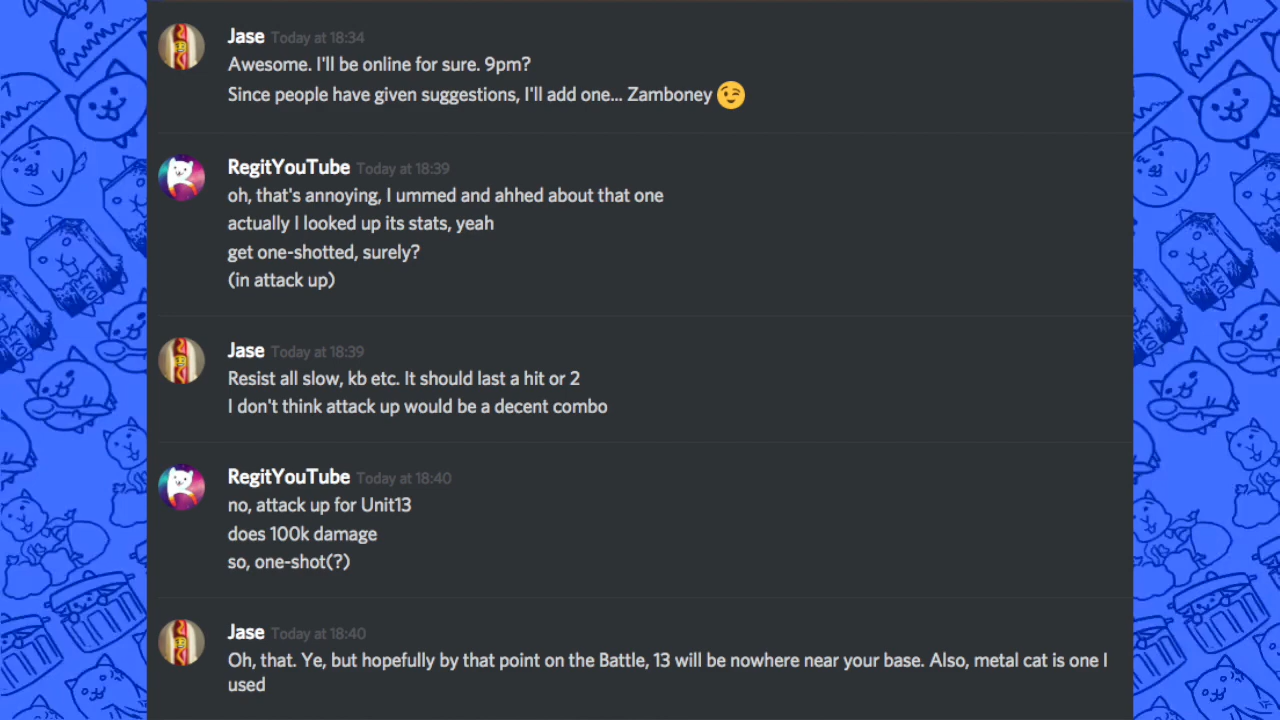 Jase Today at 18:34
Awesome. I'll be online for sure. 9pm?
Since people have given suggestions, I'll add one... Zamboney 😉
RegitYouTube Today at 18:39
oh, that's annoying, I ummed and ahhed about that one
actually I looked up its stats, yeah
get one-shotted, surely?
(in attack up)
Jase Today at 18:39
Resist all slow, kb etc. It should last a hit or 2
I don't think attack up would be a decent combo
RegitYouTube Today at 18:40
no, attack up for Unit13
does 100k damage
so, one-shot(?)
Jase Today at 18:40
Oh, that. Ye, but hopefully by that point on the Battle, 13 will be nowhere near your base. Also, metal cat is one I
used